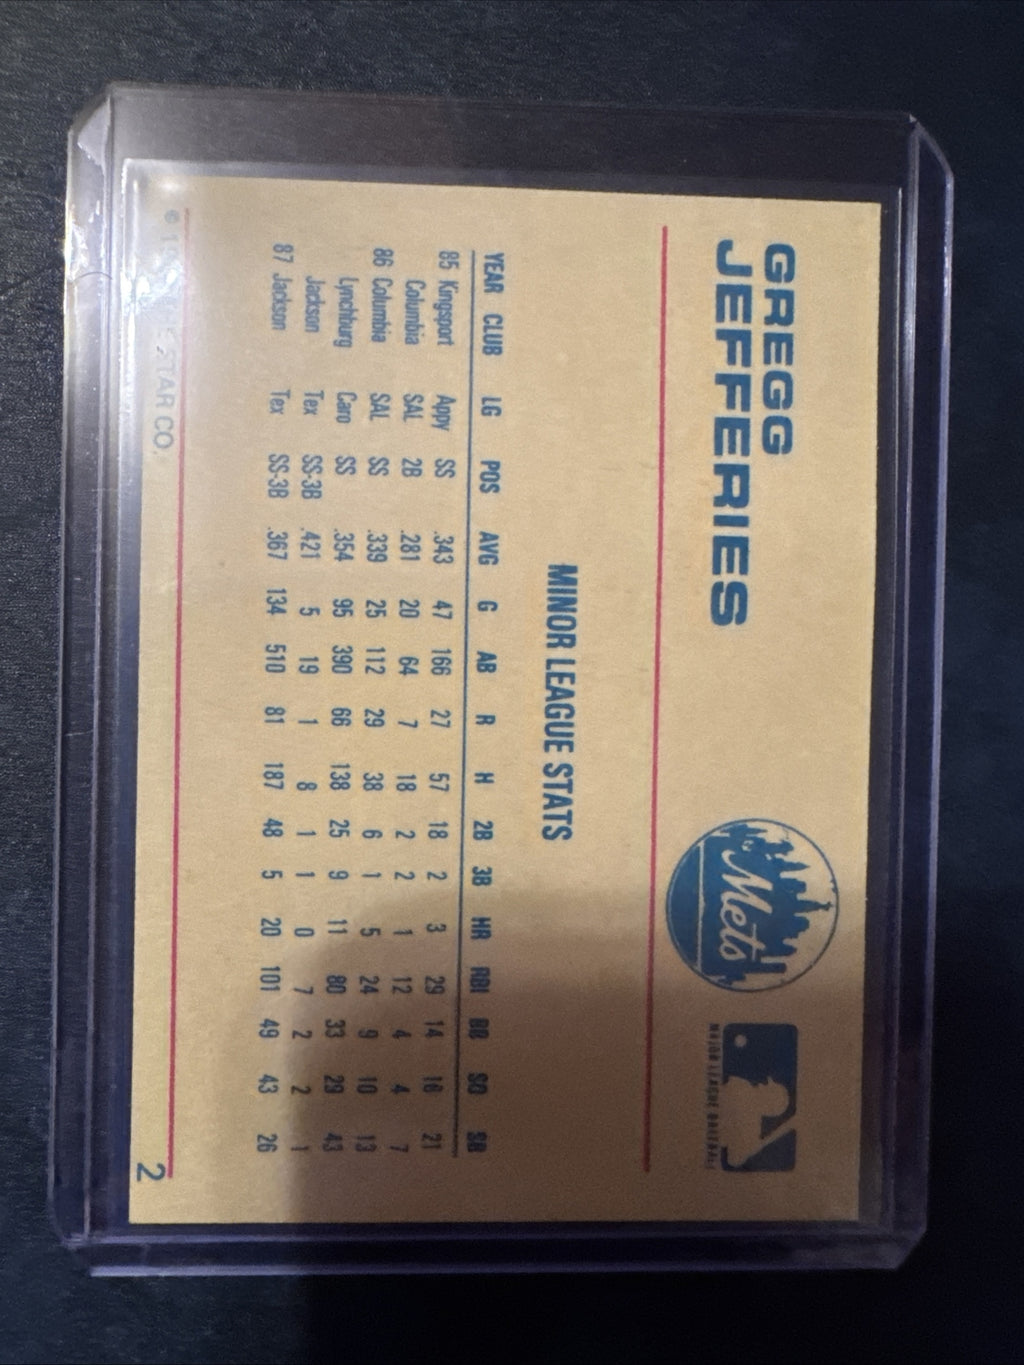 GREGG
JEFFERIES
Mets
MAJOR LEAGUE BASEBALL
MINOR LEAGUE STATS
YEAR CLUB LG POS AVG G AB R H 2B 3B HR RBI BB SO SB
85 Kingsport Appy SS .343 47 166 27 57 18 2 3 29 14 16 21
Columbia SAL 2B .281 20 64 7 18 2 2 1 12 4 4 7
86 Columbia SAL SS .339 25 112 29 38 6 1 5 24 9 10 13
Lynchburg Caro SS .354 95 390 66 138 25 9 11 80 33 29 43
Jackson Tex SS-3B .421 5 19 1 8 1 1 0 7 2 2 1
87 Jackson Tex SS-3B .367 134 510 81 187 48 5 20 101 49 43 26
© STAR CO.
2